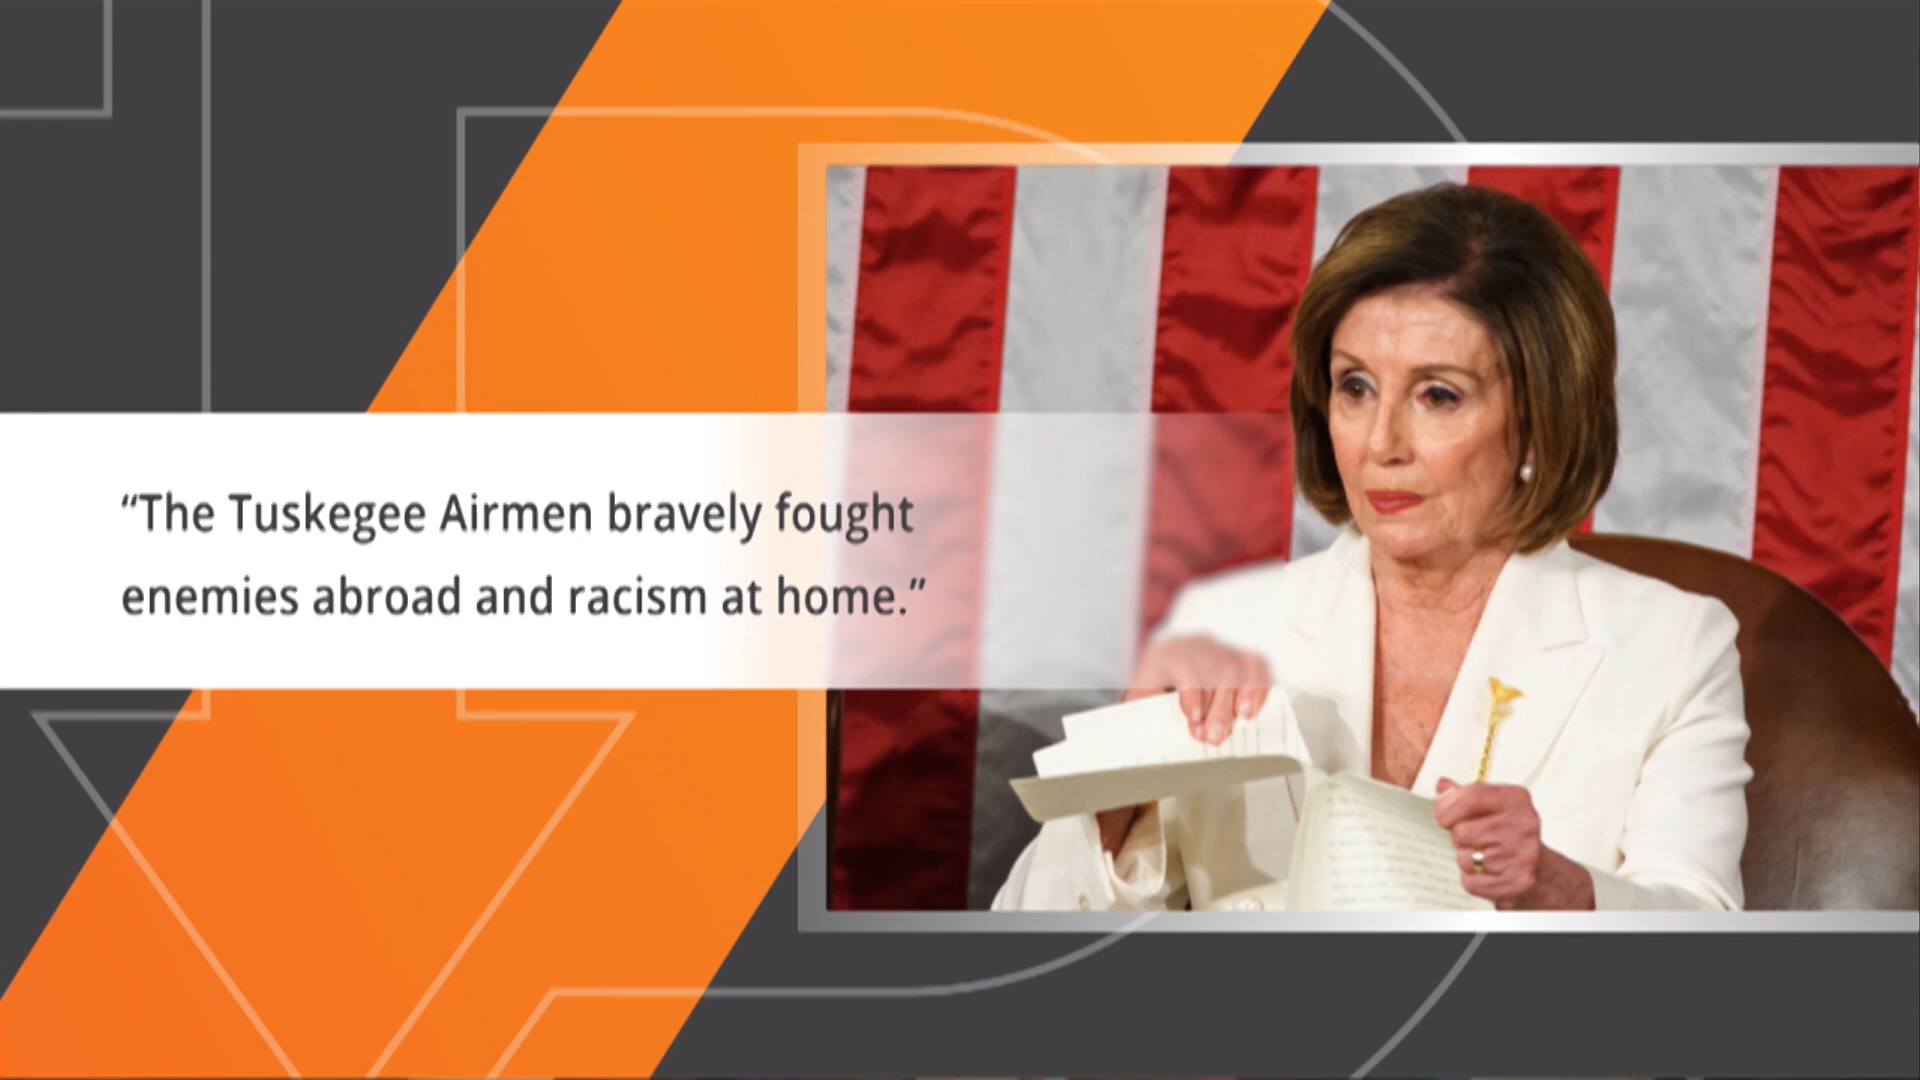 “The Tuskegee Airmen bravely fought
enemies abroad and racism at home.”